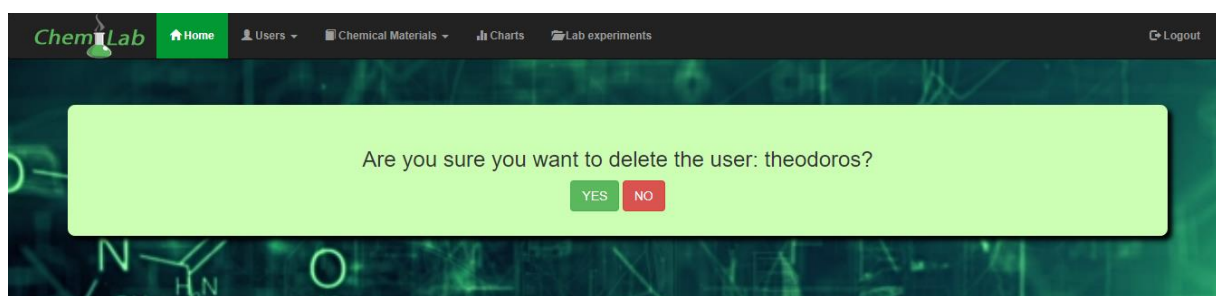 ChemLab Home Users Chemical Materials Charts Lab experiments Logout
Are you sure you want to delete the user: theodoros?
YES NO
N O
H N